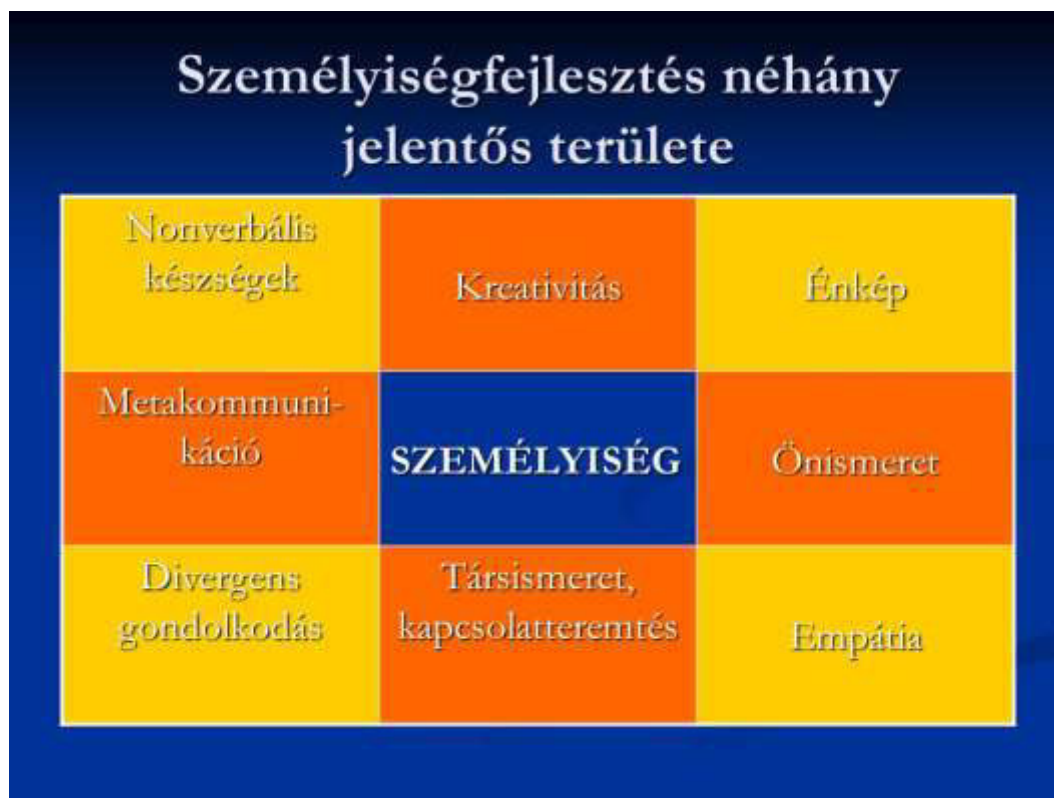 Személyiségfejlesztés néhány
jelentős területe
Nonverbális
készségek
Kreativitás
Énkép
Metakommuni-
káció
SZEMÉLYISÉG
Önismeret
Divergens
gondolkodás
Társismeret,
kapcsolatteremtés
Empátia